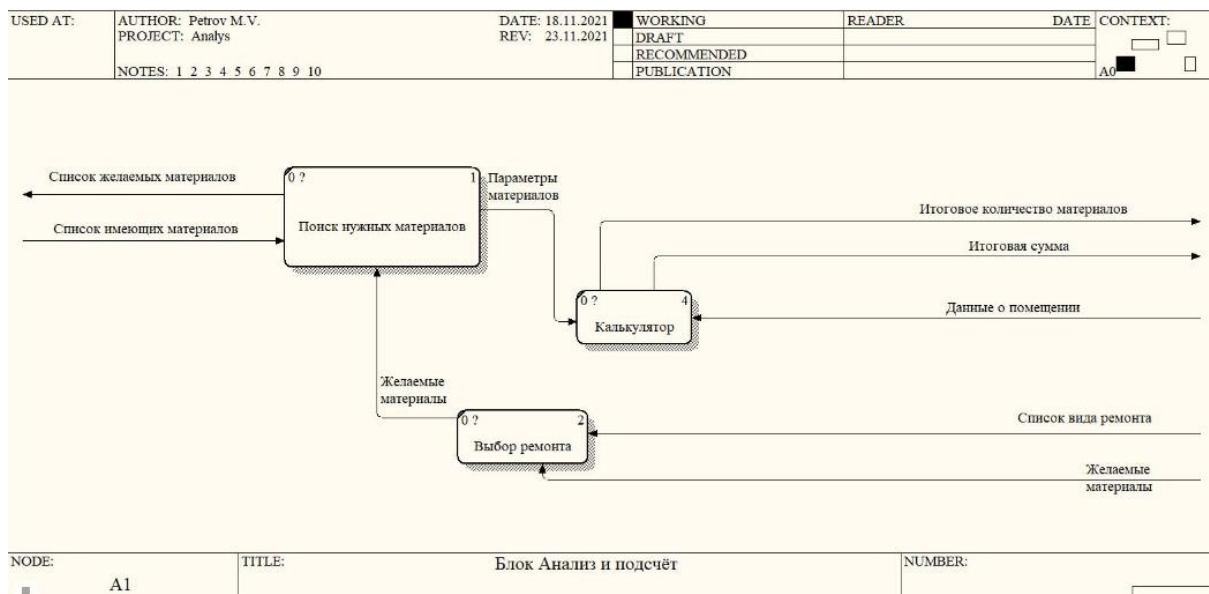 USED AT:
AUTHOR: Petrov M.V.
DATE: 18.11.2021
WORKING
READER
DATE
CONTEXT:
PROJECT: Analys
REV: 23.11.2021
DRAFT
RECOMMENDED
NOTES: 1 2 3 4 5 6 7 8 9 10
PUBLICATION
A0
Список желаемых материалов
0 ?
1
Параметры
материалов
Поиск нужных материалов
Список имеющих материалов
Итоговое количество материалов
Итоговая сумма
0 ?
4
Калькулятор
Данные о помещении
Желаемые
материалы
0 ?
2
Выбор ремонта
Список вида ремонта
Желаемые
материалы
NODE:
A1
TITLE:
Блок Анализ и подсчёт
NUMBER: